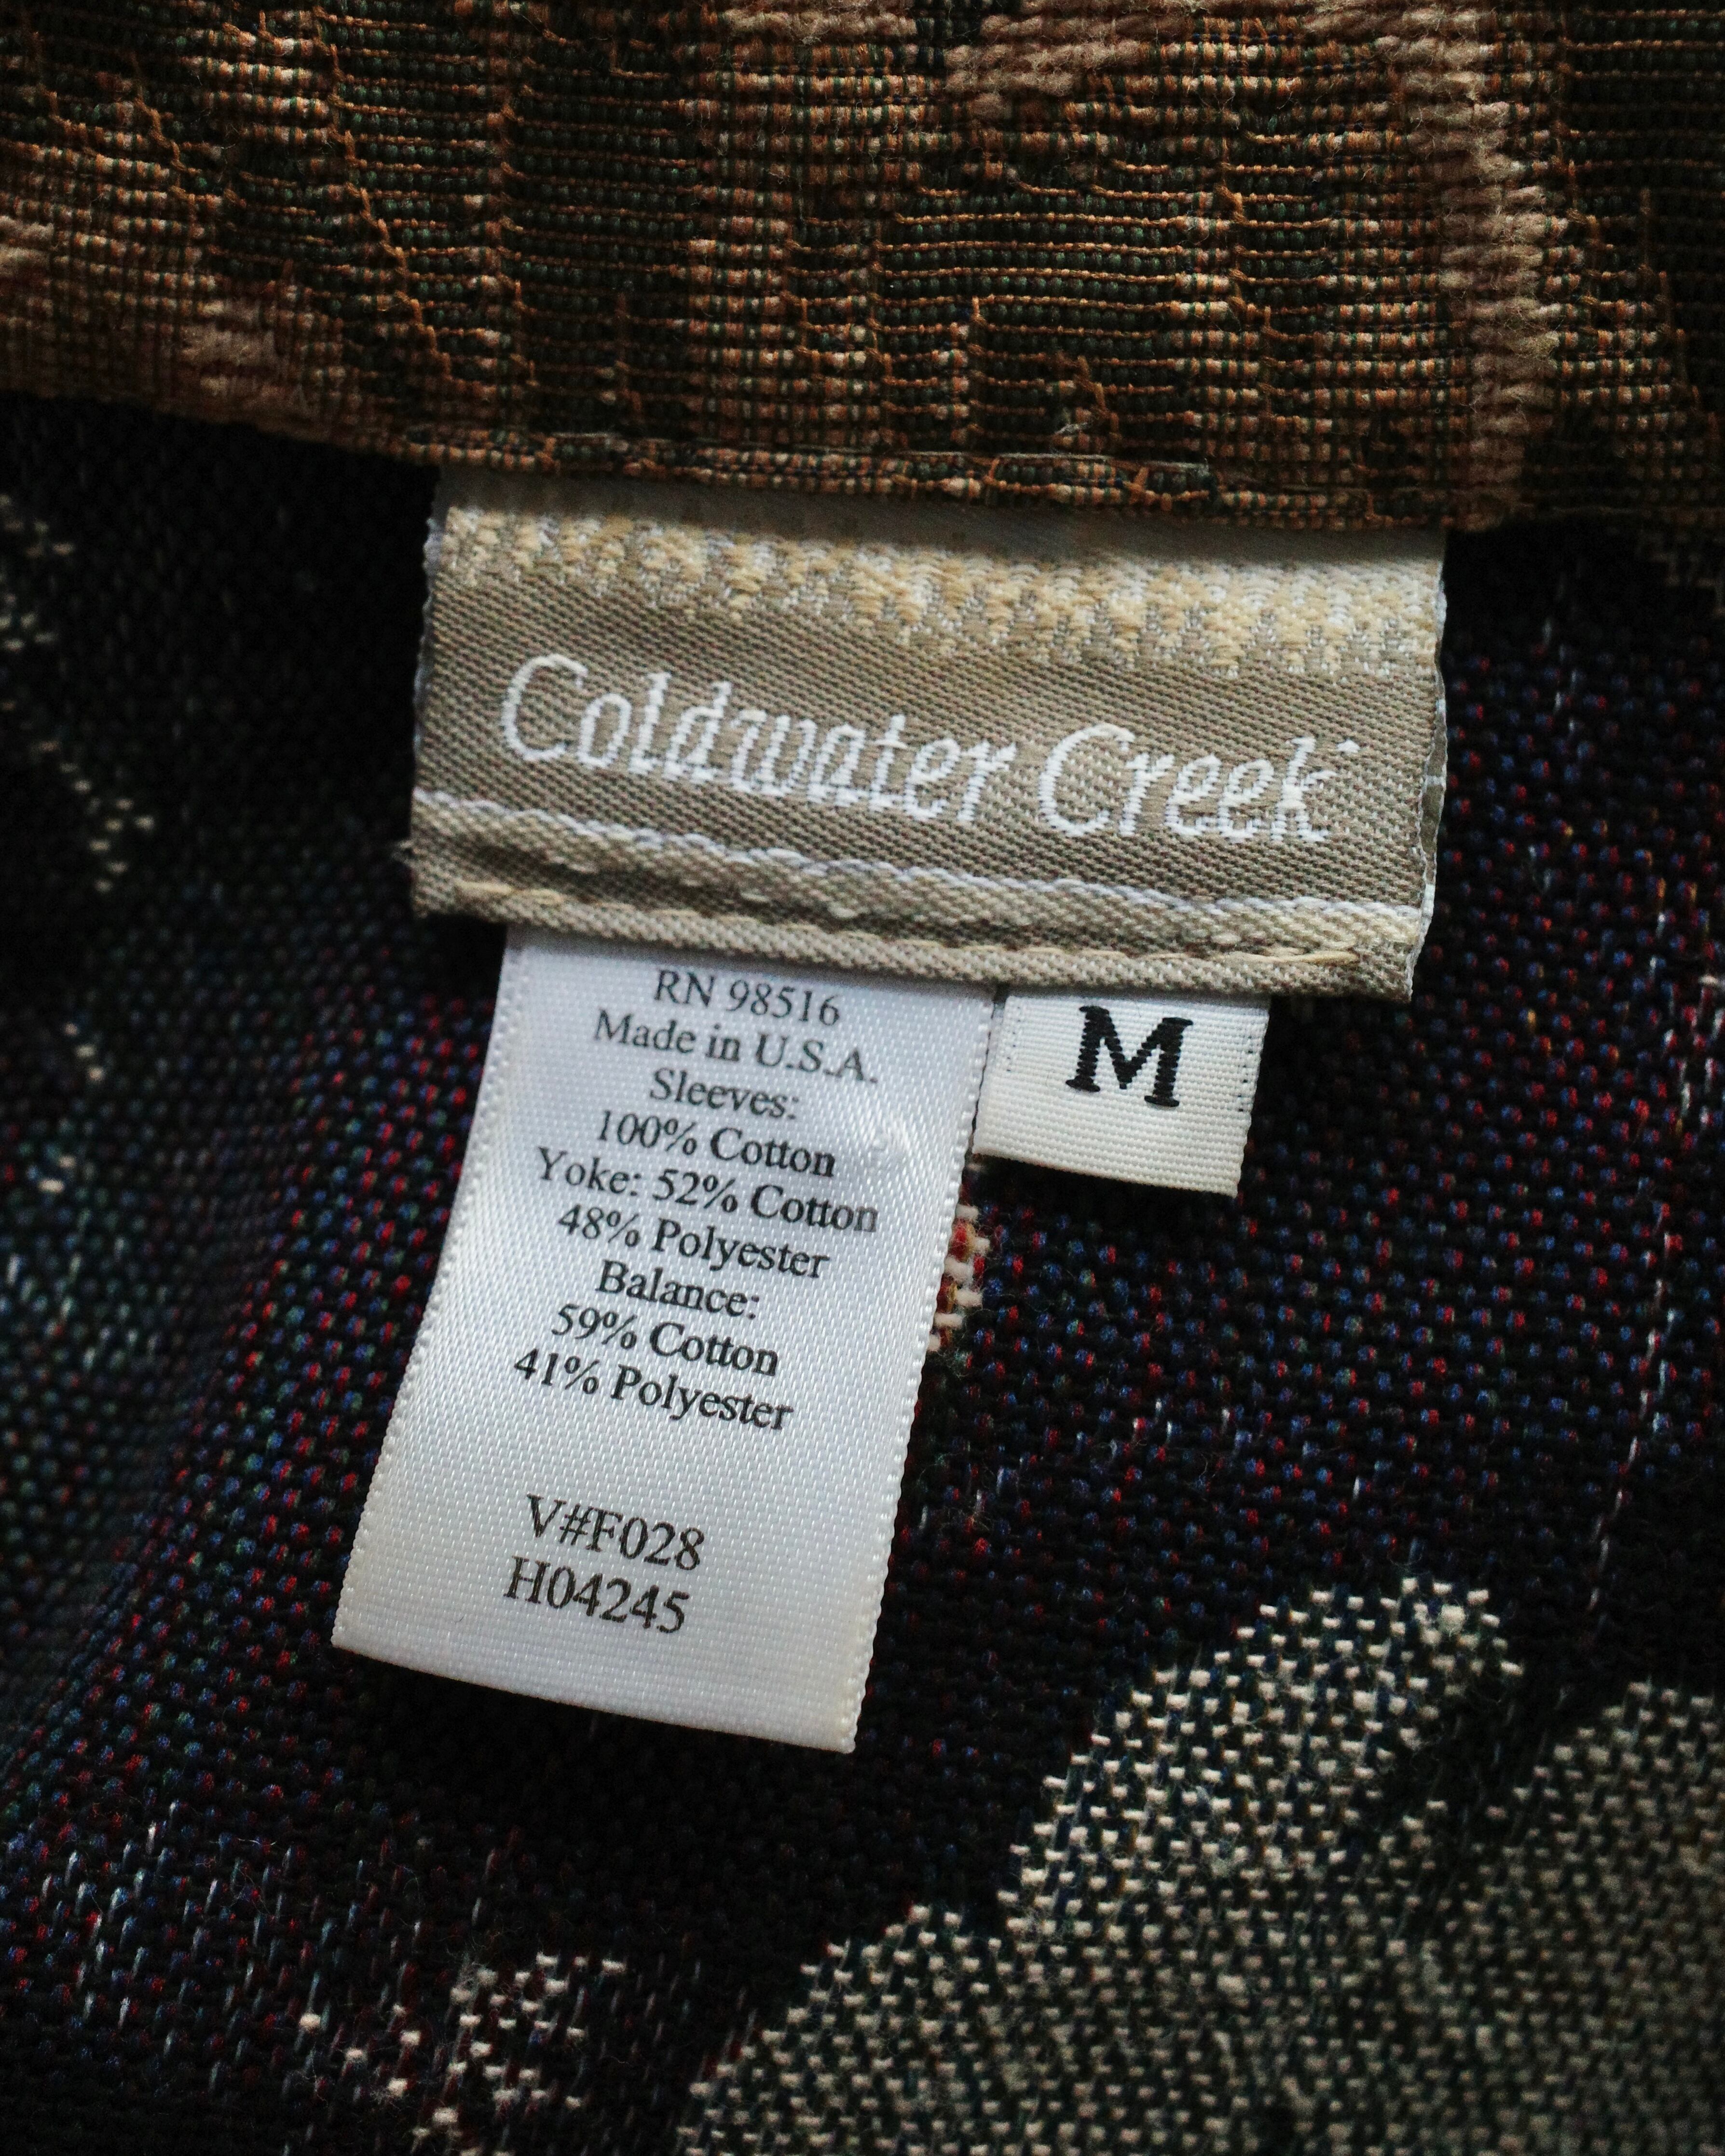 Coldwater Creek
RN 98516
Made in U.S.A.
Sleeves:
100% Cotton
Yoke: 52% Cotton
48% Polyester
Balance:
59% Cotton
41% Polyester
V#F028
H04245
M